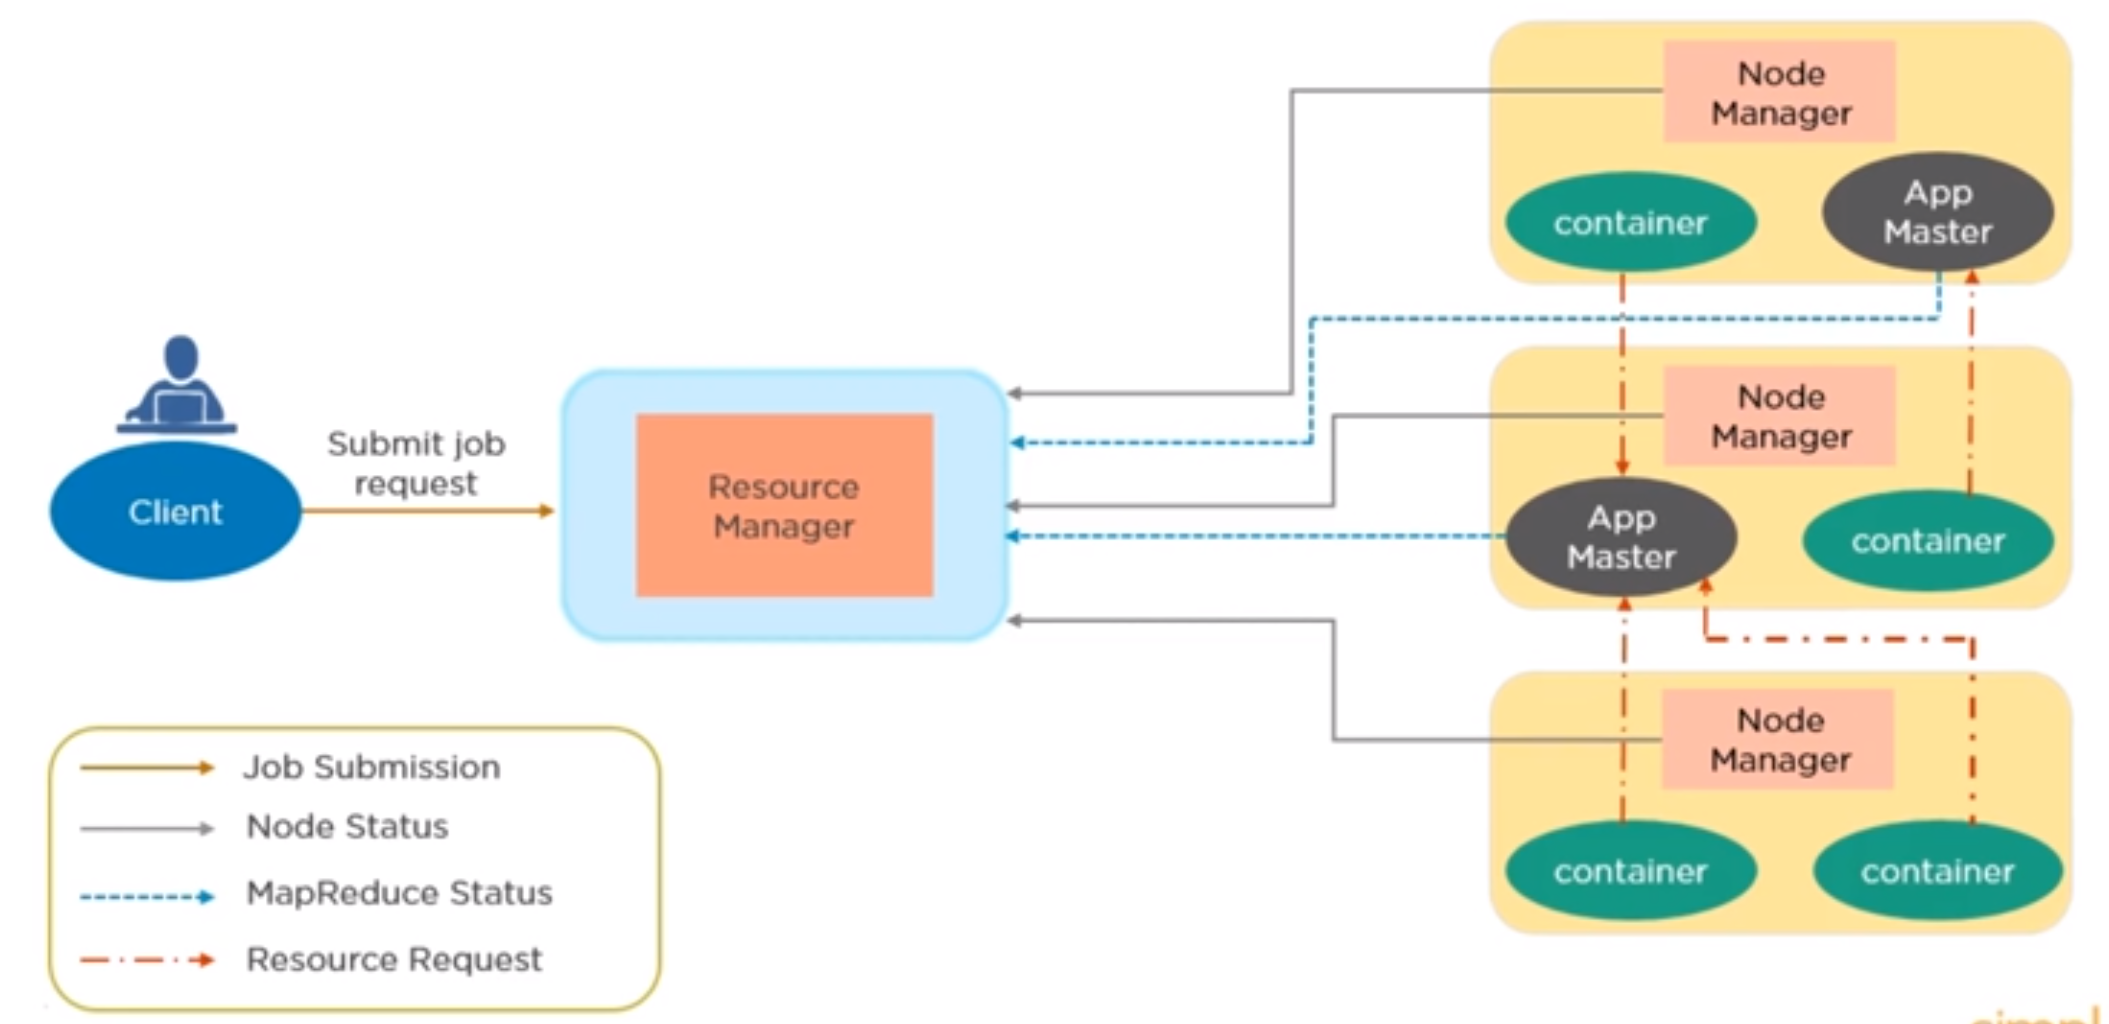 Node
Manager
container
App
Master
Node
Manager
App
Master
container
Node
Manager
container
container
Client
Submit job
request
Resource
Manager
Job Submission
Node Status
MapReduce Status
Resource Request